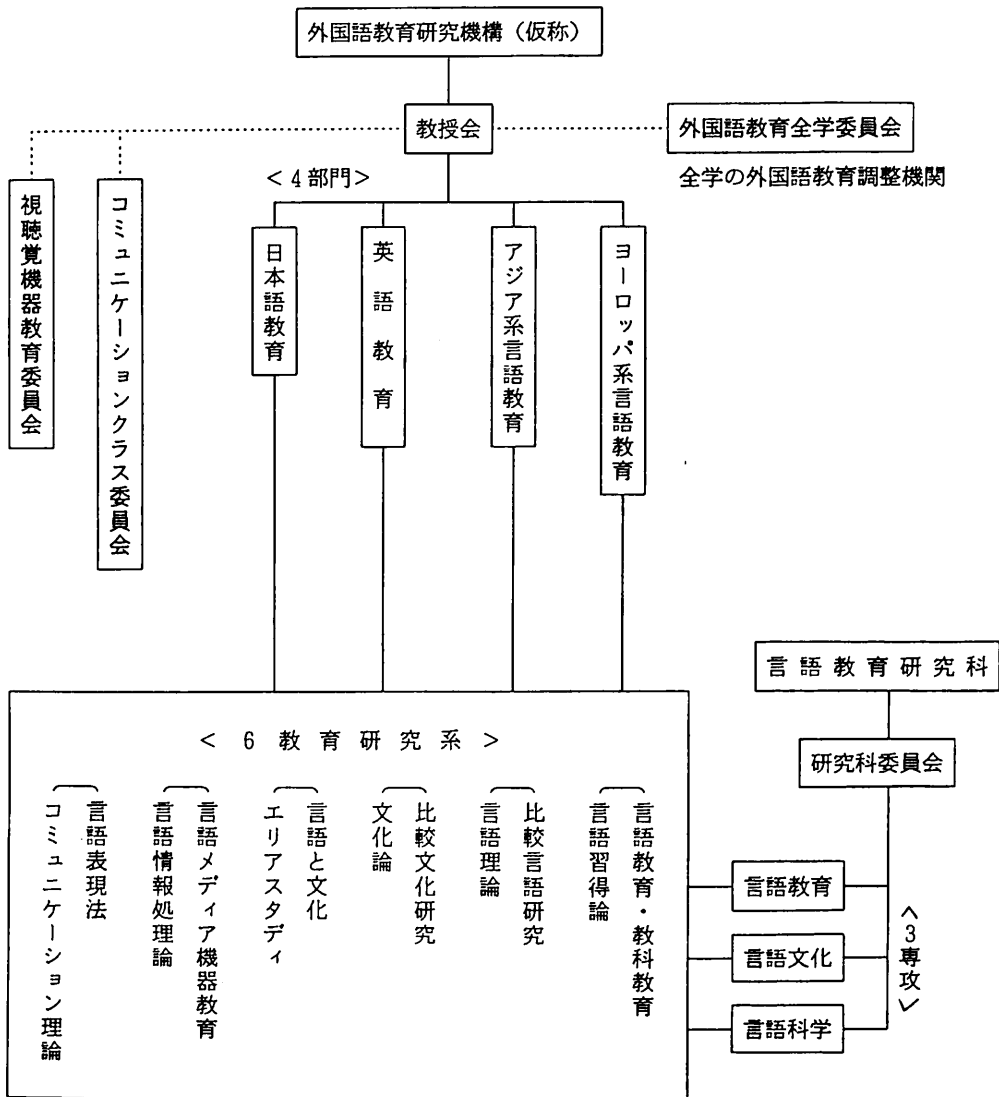 外国語教育研究機構（仮称）
教授会
外国語教育全学委員会
全学の外国語教育調整機関
＜４部門＞
視聴覚機器教育委員会
コミュニケーションクラス委員会
日本語教育
英語教育
アジア系言語教育
ヨーロッパ系言語教育
言語教育研究科
研究科委員会
＜６教育研究系＞
言語教育・教科教育
言語習得論
比較言語研究
言語理論
比較文化研究
文化論
言語と文化
エリアスタディ
言語メディア機器教育
言語情報処理理論
言語表現法
コミュニケーション理論
言語教育
言語文化
言語科学
＜３専攻＞